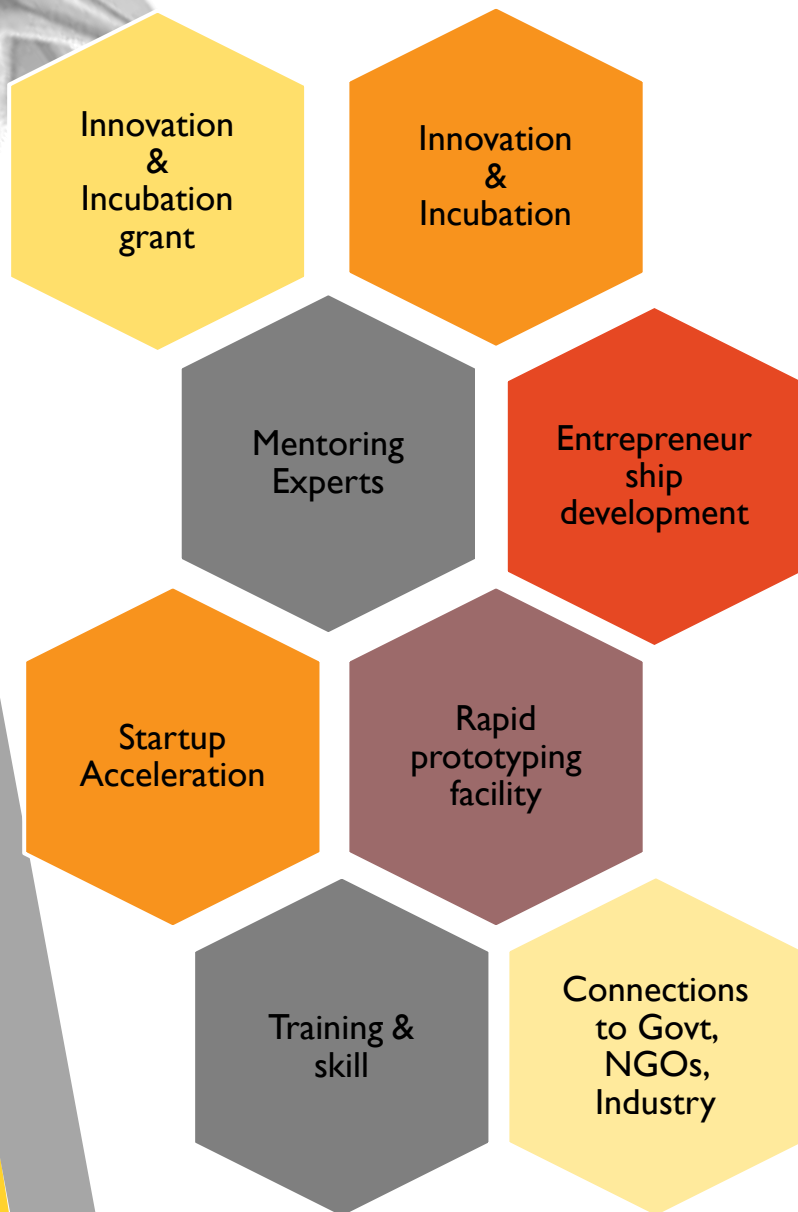 Innovation
&
Incubation
grant
Innovation
&
Incubation
Mentoring
Experts
Entrepreneur
ship
development
Startup
Acceleration
Rapid
prototyping
facility
Training &
skill
Connections
to Govt,
NGOs,
Industry